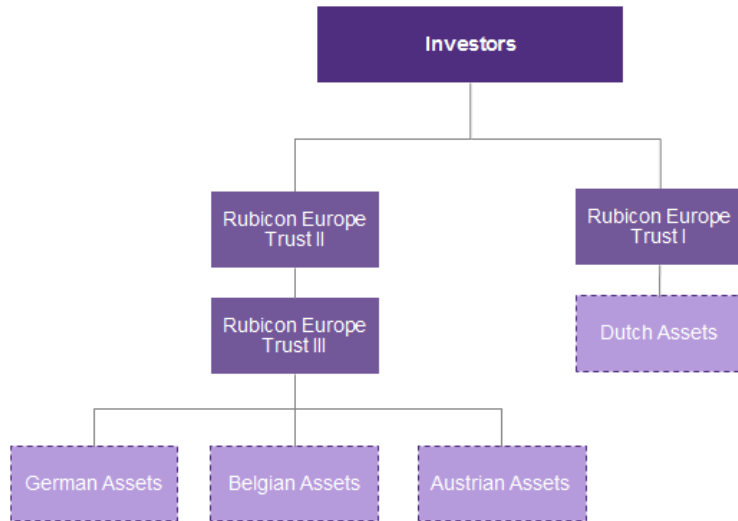 Investors
Rubicon Europe
Trust II
Rubicon Europe
Trust I
Rubicon Europe
Trust III
Dutch Assets
German Assets
Belgian Assets
Austrian Assets